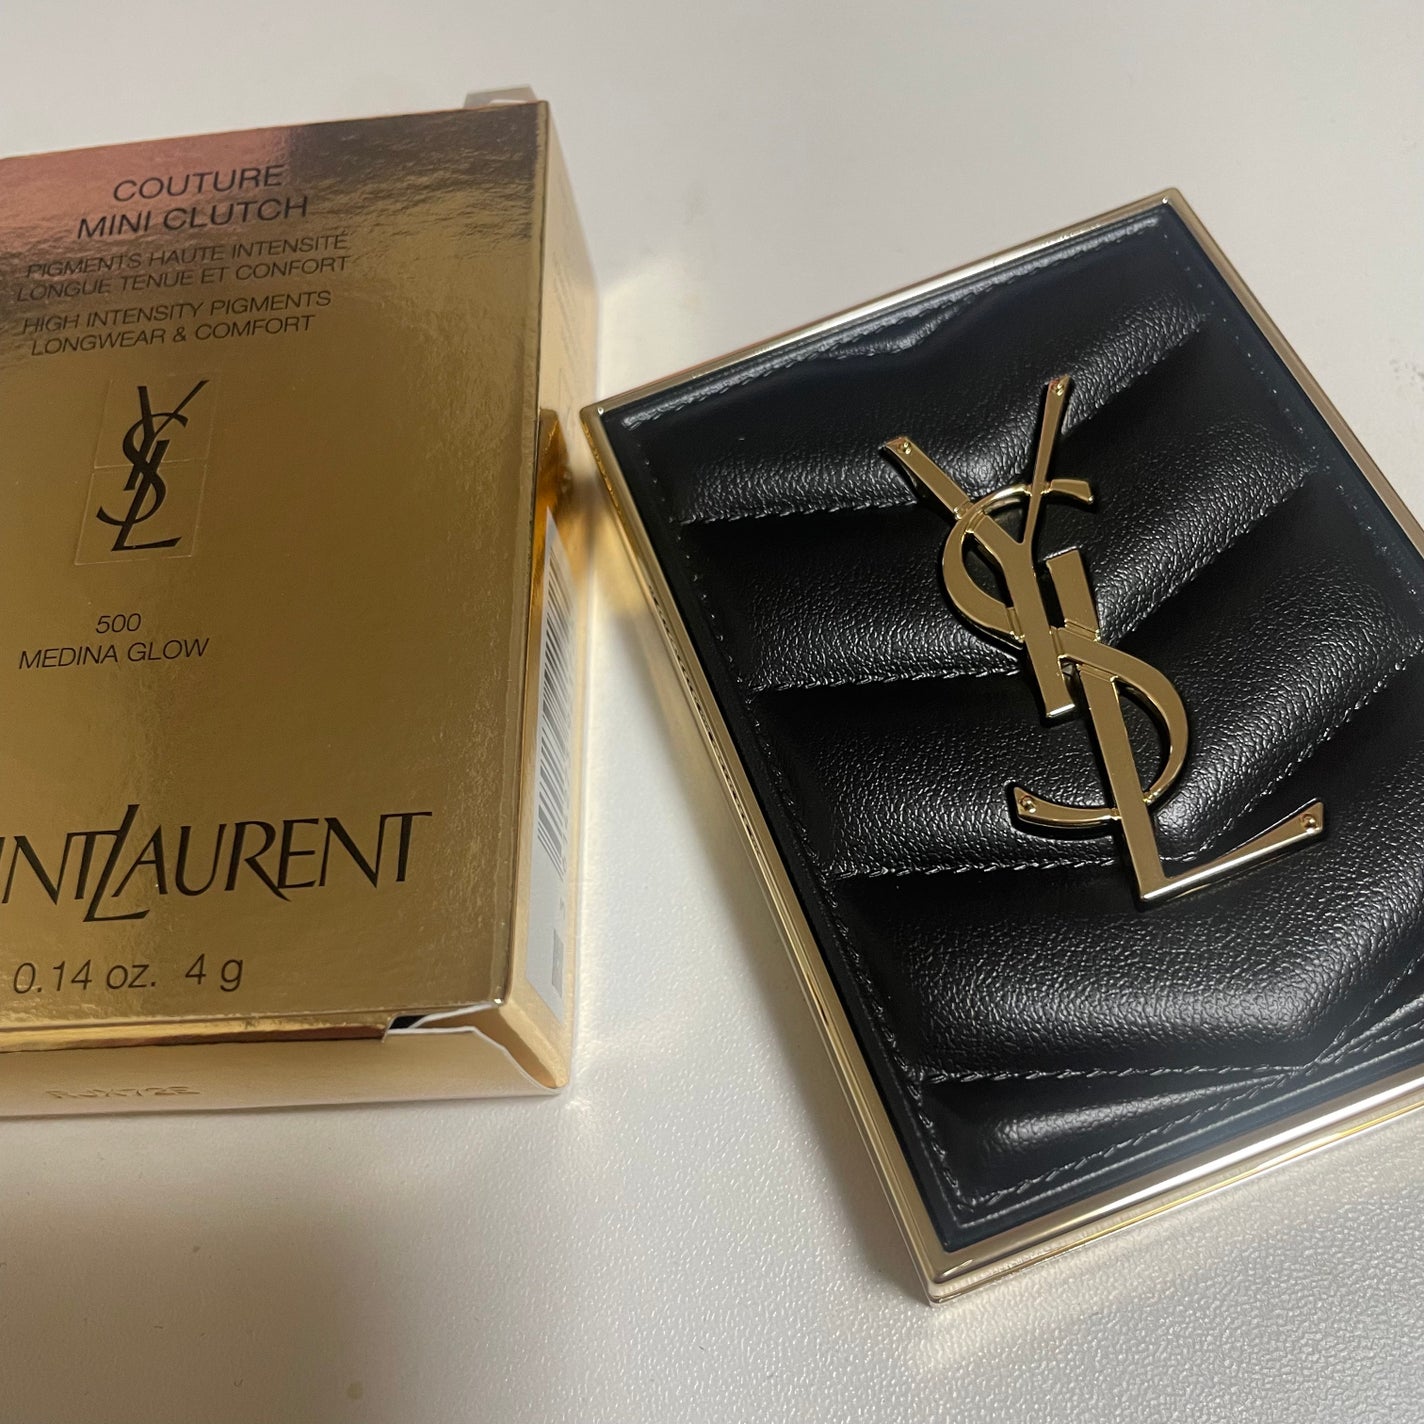 COUTURE
MINI CLUTCH
PIGMENTS HAUTE INTENSITÉ
LONGUE TENUE ET CONFORT
HIGH INTENSITY PIGMENTS
LONGWEAR & COMFORT
YSL
500
MEDINA GLOW
INTLAURENT
0.14 oz. 4 g
YSL